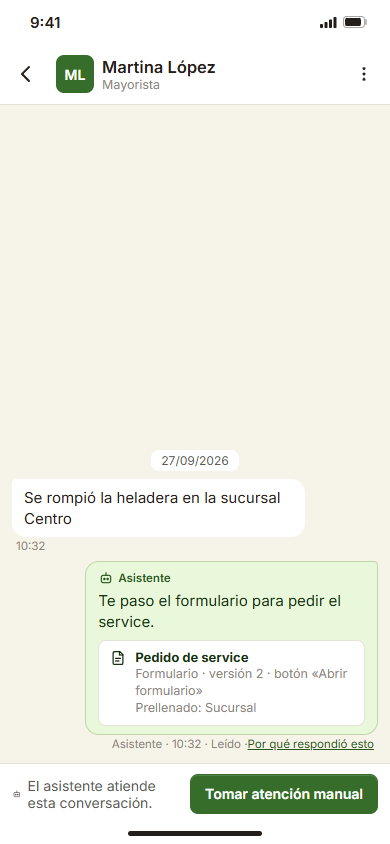 9:41
ML
Martina López
Mayorista
27/09/2026
Se rompió la heladera en la sucursal
Centro
10:32
Asistente
Te paso el formulario para pedir el
service.
Pedido de service
Formulario · versión 2 · botón «Abrir
formulario»
Prellenado: Sucursal
Asistente · 10:32 · Leído ·Por qué respondió esto
El asistente atiende
esta conversación.
Tomar atención manual